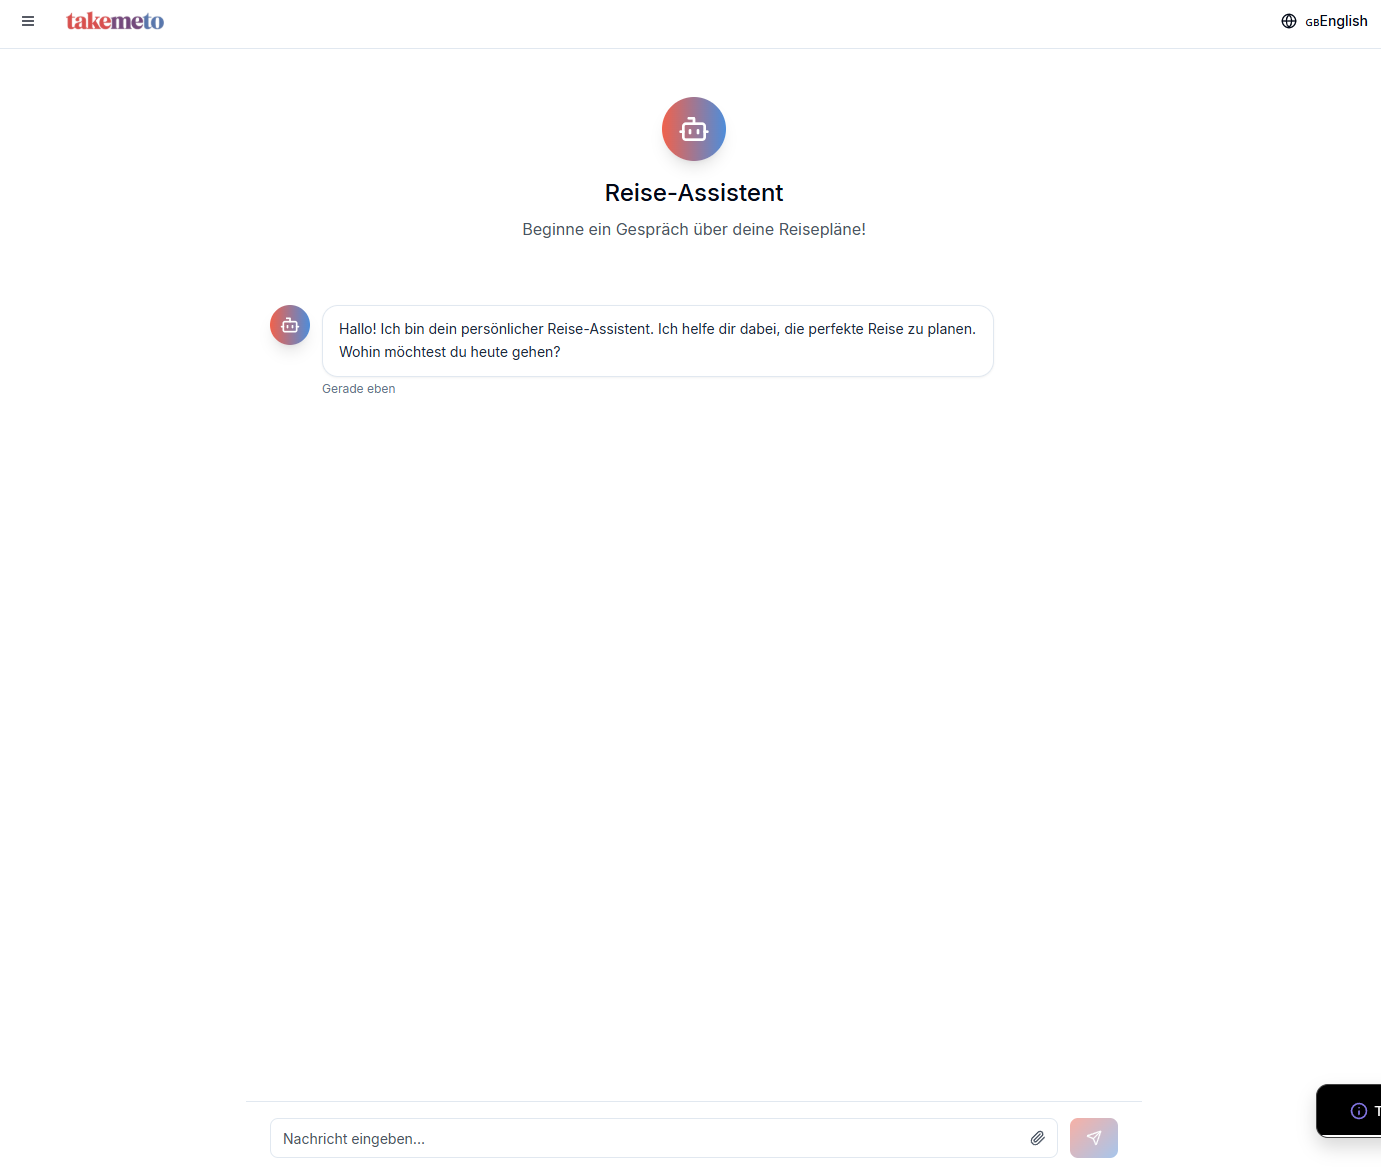 takemeto
GBEnglish
Reise-Assistent
Beginne ein Gespräch über deine Reisepläne!
Hallo! Ich bin dein persönlicher Reise-Assistent. Ich helfe dir dabei, die perfekte Reise zu planen.
Wohin möchtest du heute gehen?
Gerade eben
Nachricht eingeben...